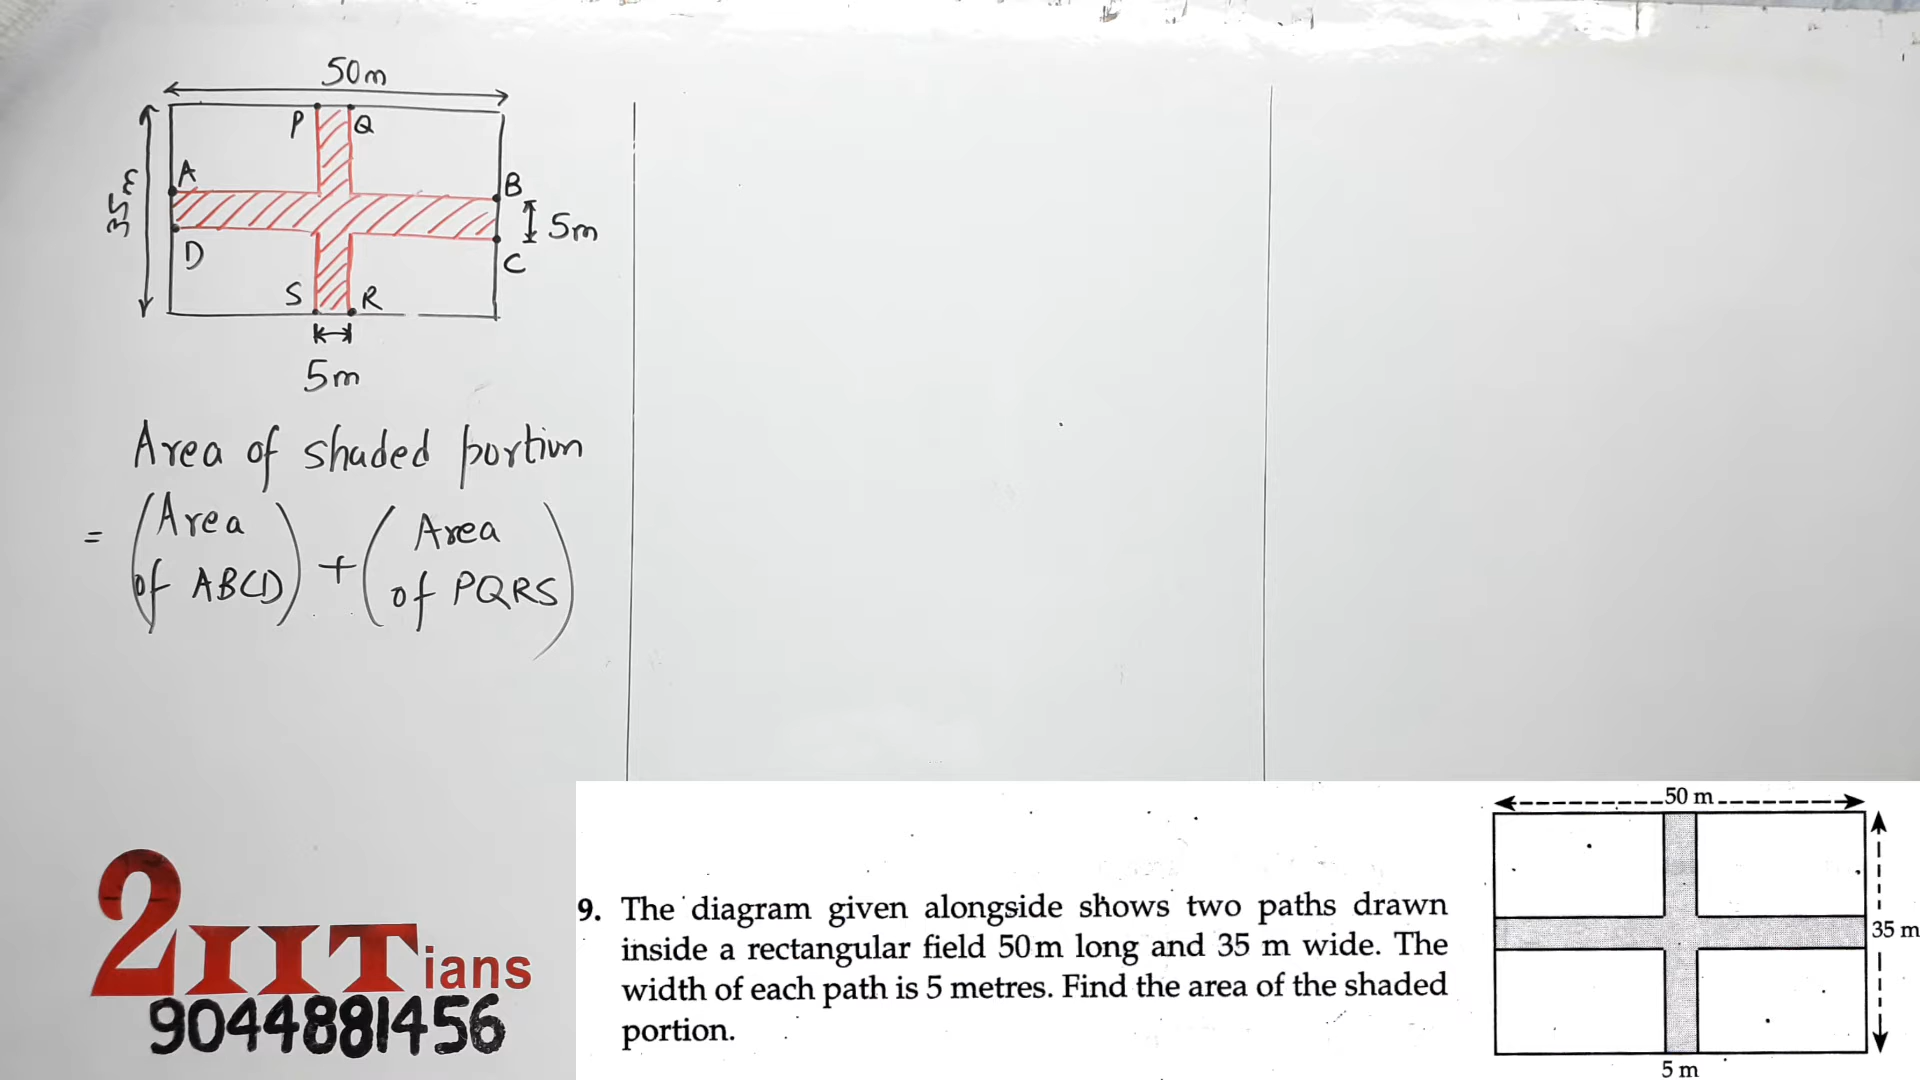 50m
P Q
A
B
35m
5m
D
C
S R
5m
Area of shaded portion
= (Area of ABCD) + (Area of PQRS)
2IITians
9044881456
9. The diagram given alongside shows two paths drawn
inside a rectangular field 50m long and 35 m wide. The
width of each path is 5 metres. Find the area of the shaded
portion.
50 m
35 m
5 m